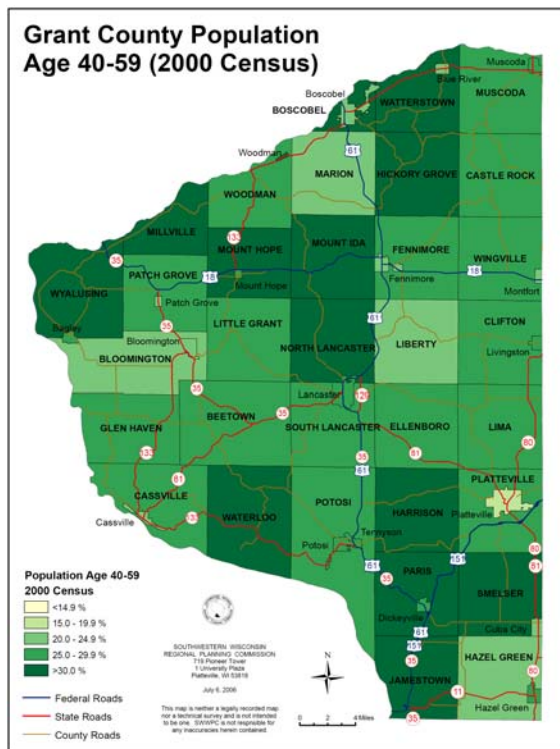 Grant County Population
Age 40-59 (2000 Census)
Muscoda
Blue River
Boscobel
BOSCOBEL
WATTERSTOWN
MUSCODA
Woodman
61
MARION
HICKORY GROVE
CASTLE ROCK
WOODMAN
MILLVILLE
133
35
MOUNT HOPE
MOUNT IDA
FENNIMORE
WINGVILLE
PATCH GROVE
18
Mount Hope
Fennimore
18
WYALUSING
Patch Grove
Montfort
Bagley
35
LITTLE GRANT
61
CLIFTON
Bloomington
BLOOMINGTON
NORTH LANCASTER
LIBERTY
Livingston
35
Lancaster
129
BEETOWN
35
GLEN HAVEN
SOUTH LANCASTER
ELLENBORO
LIMA
133
35
81
80
81
61
CASSVILLE
PLATTEVILLE
POTOSI
HARRISON
Cassville
133
WATERLOO
Platteville
Tennyson
Potosi
151
80
61
35
PARIS
81
SMELSER
Dickeyville
61
151
Cuba City
35
HAZEL GREEN
JAMESTOWN
11
80
35
Hazel Green
Population Age 40-59
2000 Census
<14.9 %
15.0 - 19.9 %
20.0 - 24.9 %
25.0 - 29.9 %
>30.0 %
Federal Roads
State Roads
County Roads
SOUTHWESTERN WISCONSIN
REGIONAL PLANNING COMMISSION
719 Pioneer Tower
1 University Plaza
Platteville, WI 53818
July 6, 2006
This map is neither a legally recorded map
nor a technical survey and is not intended
to be one. SWWPC is not resposible for
any inaccuracies herein contained.
N
0 2 4 Miles